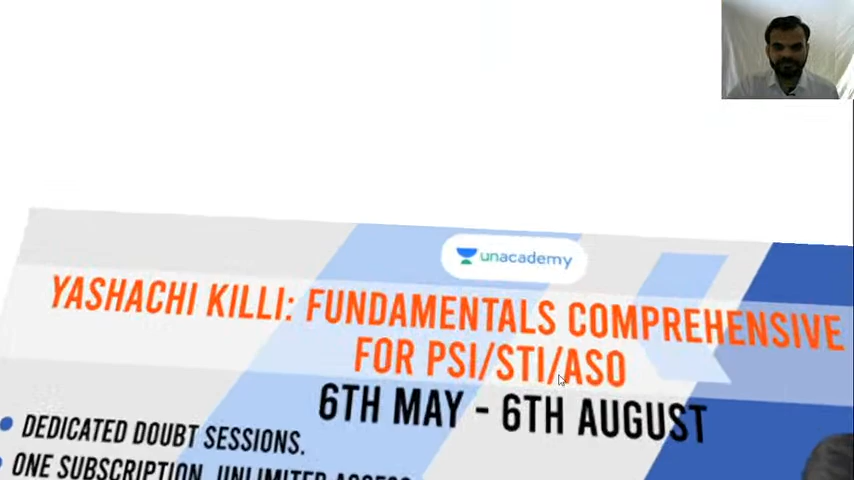 unacademy
YASHACHI KILLI: FUNDAMENTALS COMPREHENSIVE
FOR PSI/STI/ASO
6TH MAY - 6TH AUGUST
DEDICATED DOUBT SESSIONS.
ONE SUBSCRIPTION, UNLIMITED ACCESS